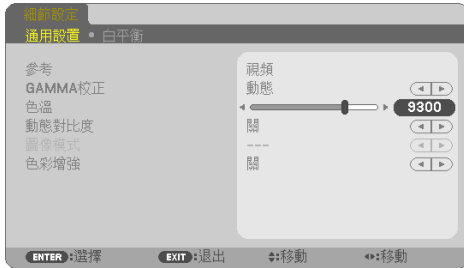 細節設定
通用設置 • 白平衡
參考 視頻
GAMMA校正 動態
色溫 9300
動態對比度 關
圖像模式 ---
色彩增強 關
ENTER:選擇 EXIT:退出 :移動 :移動